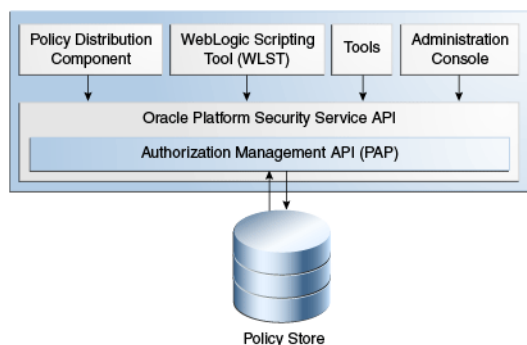 Policy Distribution
Component
WebLogic Scripting
Tool (WLST)
Tools
Administration
Console
Oracle Platform Security Service API
Authorization Management API (PAP)
Policy Store